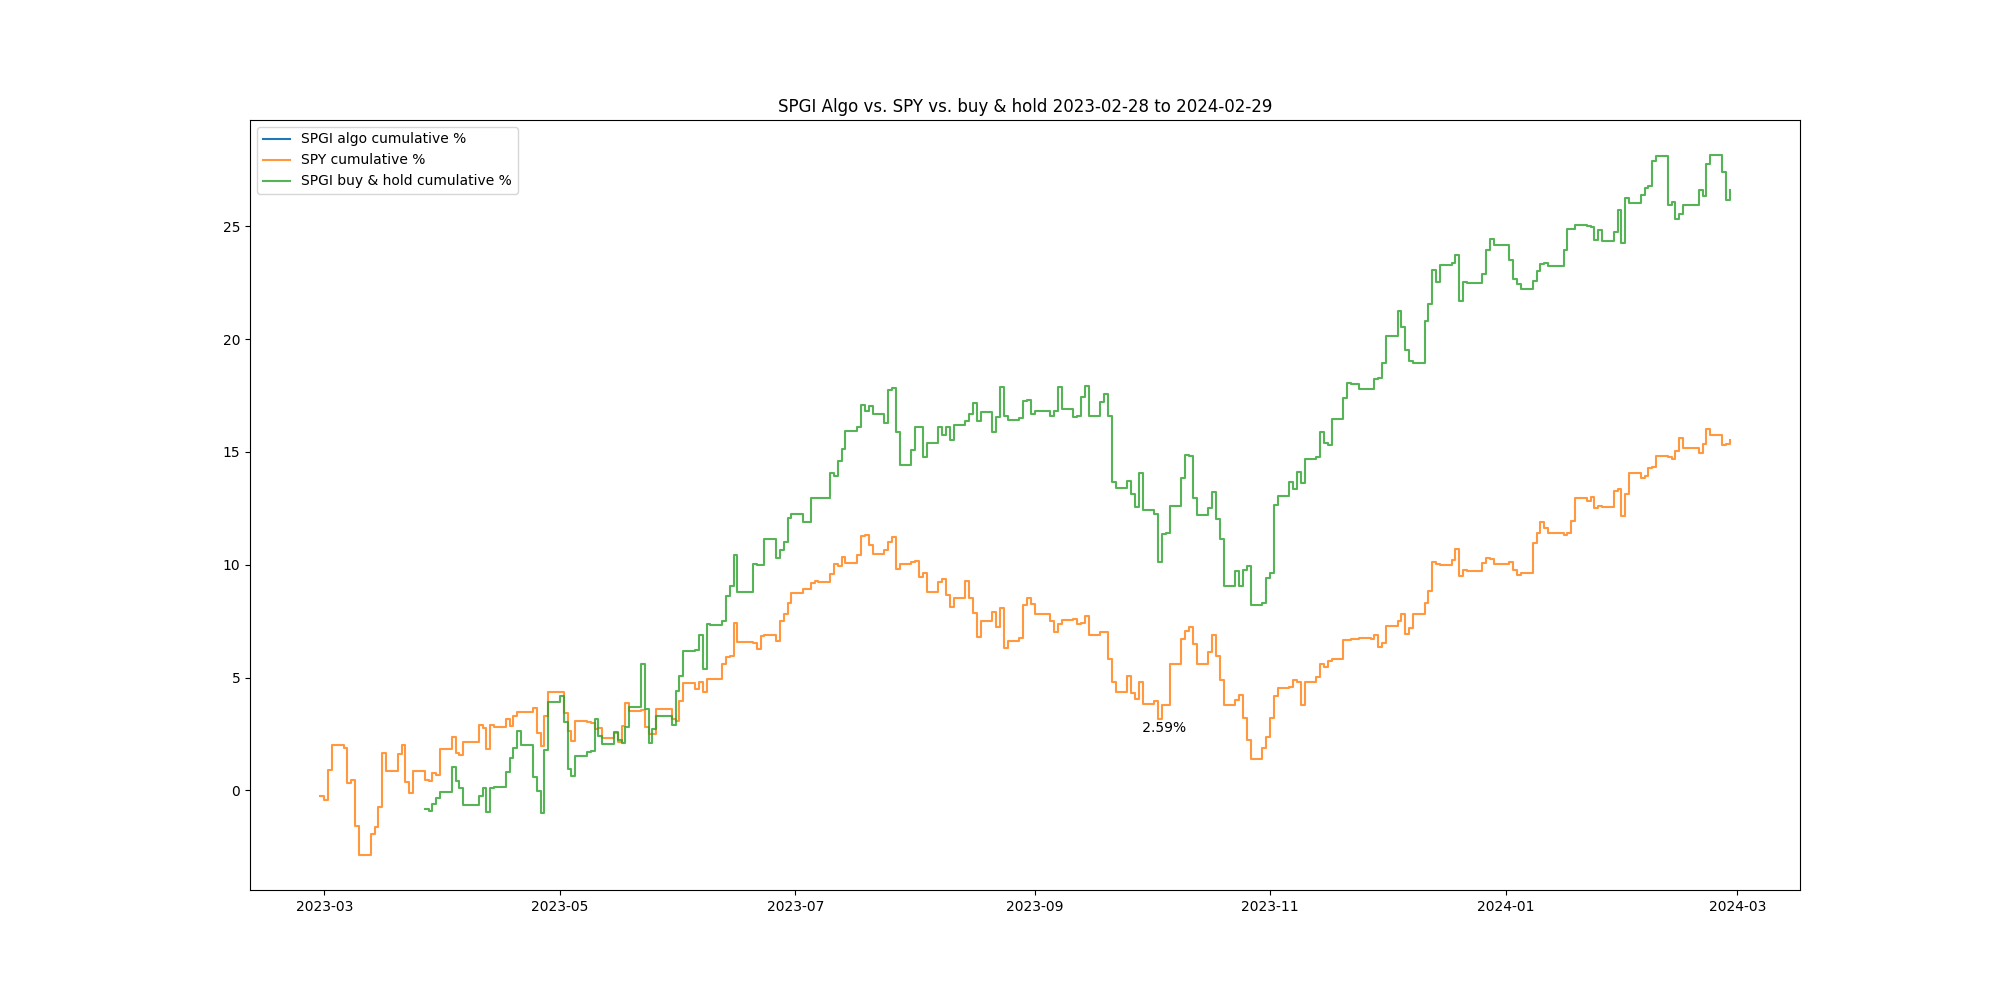 SPGI Algo vs. SPY vs. buy & hold 2023-02-28 to 2024-02-29
SPGI algo cumulative %
SPY cumulative %
SPGI buy & hold cumulative %
25
20
15
10
5
0
2.59%
2023-03 2023-05 2023-07 2023-09 2023-11 2024-01 2024-03